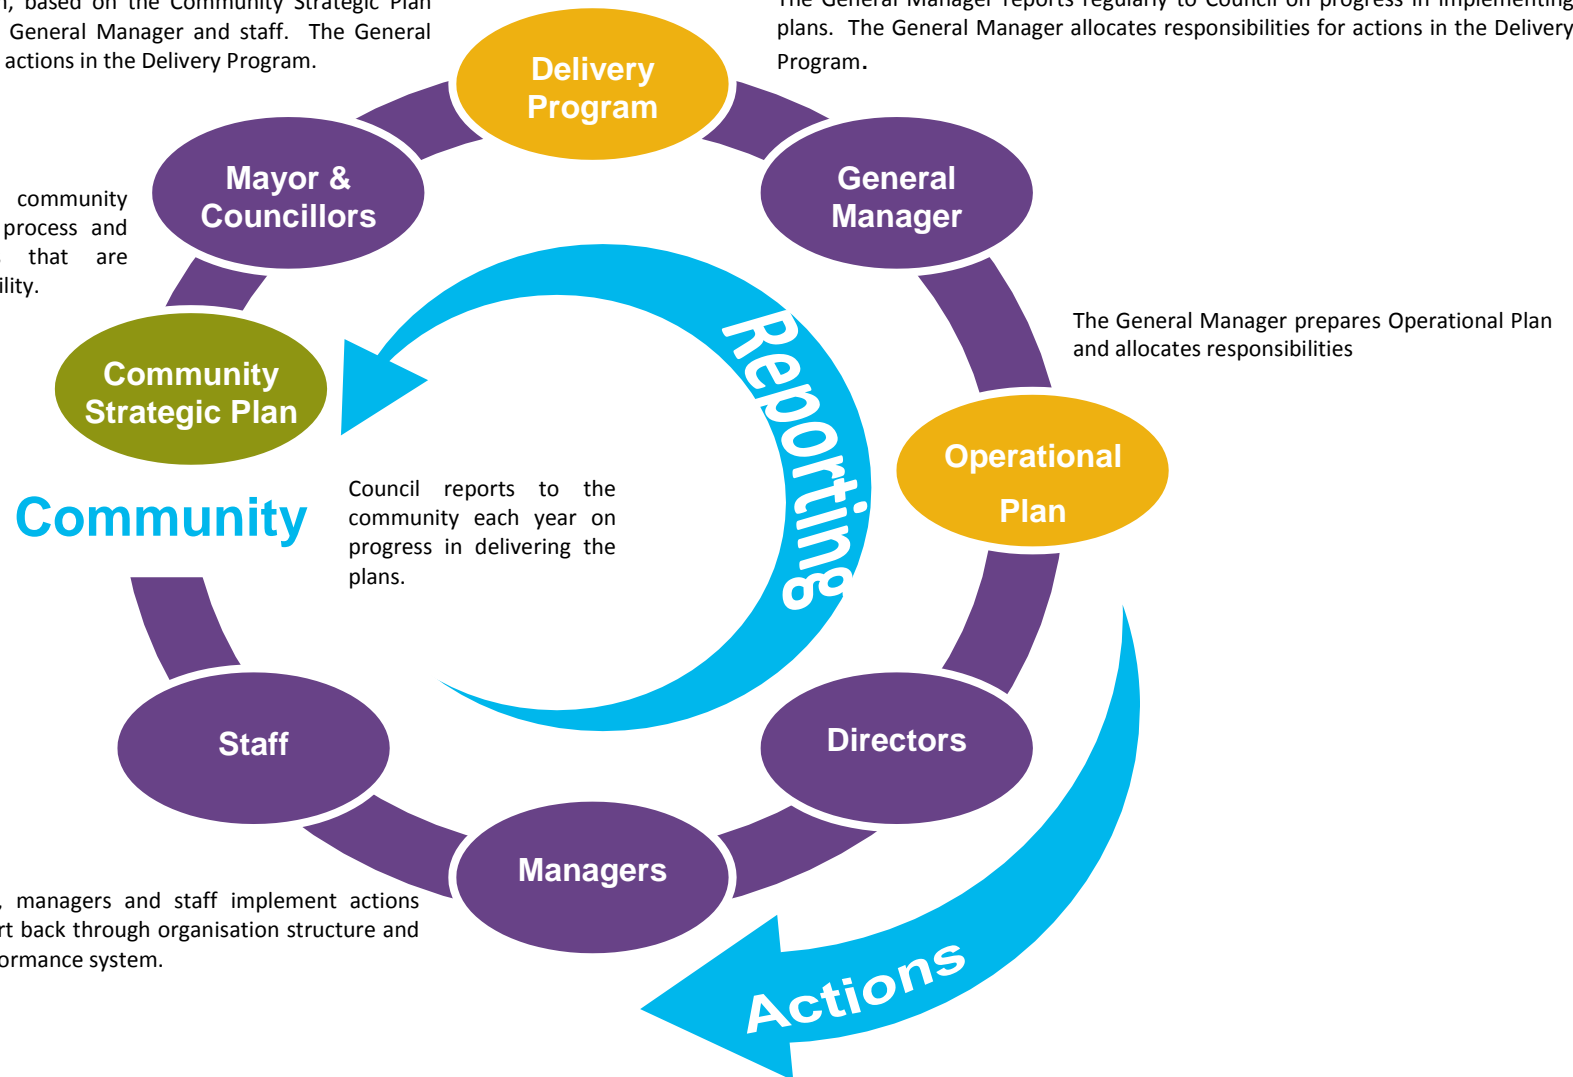 based on the Community Strategic Plan
General Manager and staff. The General
actions in the Delivery Program.
The General Manager reports regularly to Council on progress in implementing
plans. The General Manager allocates responsibilities for actions in the Delivery
Program.
Delivery
Program
Mayor &
Councillors
General
Manager
community
process and
that are
Community
Strategic Plan
Reporting
The General Manager prepares Operational Plan
and allocates responsibilities
Operational
Plan
Community
Council reports to the
community each year on
progress in delivering the
plans.
Staff
Directors
Managers
managers and staff implement actions
back through organisation structure and
system.
Actions